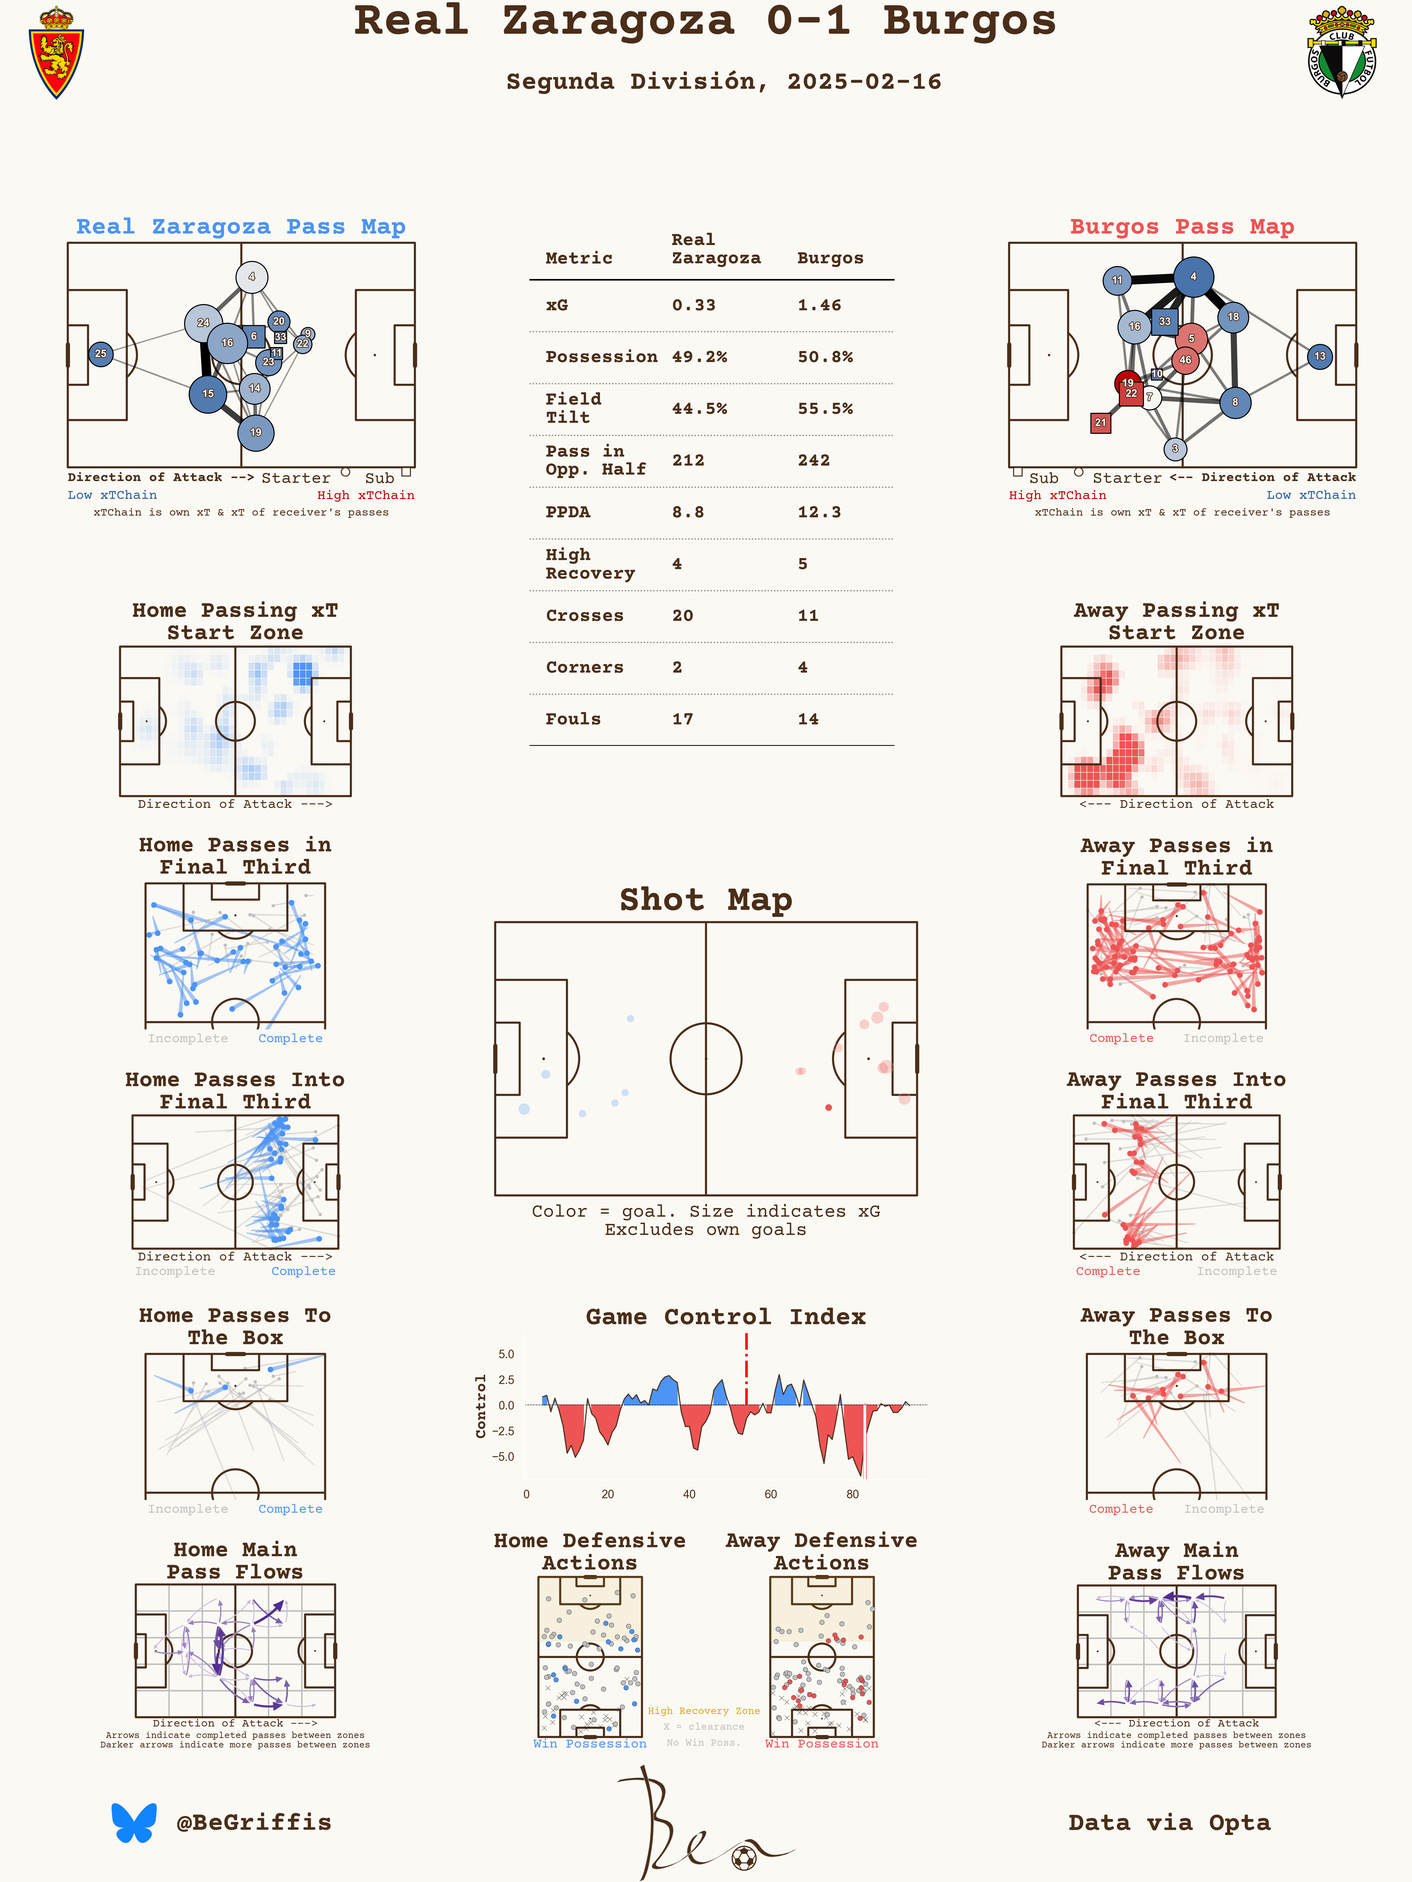 Real Zaragoza 0-1 Burgos
Segunda División, 2025-02-16
CLUB
BURGOS
FUTBOL
Real Zaragoza Pass Map
4
24
20
6
33
9
16
22
11
25
23
15
14
19
Direction of Attack --> Starter Sub
Low xTChain High xTChain
xTChain is own xT & xT of receiver's passes
Metric Real Zaragoza Burgos
xG 0.33 1.46
Possession 49.2% 50.8%
Field Tilt 44.5% 55.5%
Pass in Opp. Half 212 242
PPDA 8.8 12.3
High Recovery 4 5
Crosses 20 11
Corners 2 4
Fouls 17 14
Burgos Pass Map
11
4
16
33
18
5
46
13
10
19
22
7
8
21
3
Sub Starter <-- Direction of Attack
High xTChain Low xTChain
xTChain is own xT & xT of receiver's passes
Home Passing xT
Start Zone
Direction of Attack --->
Away Passing xT
Start Zone
<--- Direction of Attack
Home Passes in
Final Third
Incomplete Complete
Away Passes in
Final Third
Complete Incomplete
Shot Map
Color = goal. Size indicates xG
Excludes own goals
Home Passes Into
Final Third
Direction of Attack --->
Incomplete Complete
Away Passes Into
Final Third
<--- Direction of Attack
Complete Incomplete
Home Passes To
The Box
Incomplete Complete
Game Control Index
Control
5.0
2.5
0.0
−2.5
−5.0
0 20 40 60 80
Away Passes To
The Box
Complete Incomplete
Home Main
Pass Flows
Direction of Attack --->
Arrows indicate completed passes between zones
Darker arrows indicate more passes between zones
Home Defensive
Actions
Win Possession
High Recovery Zone
X = clearance
No Win Poss.
Away Defensive
Actions
Win Possession
Away Main
Pass Flows
<--- Direction of Attack
Arrows indicate completed passes between zones
Darker arrows indicate more passes between zones
@BeGriffis
Ben
Data via Opta